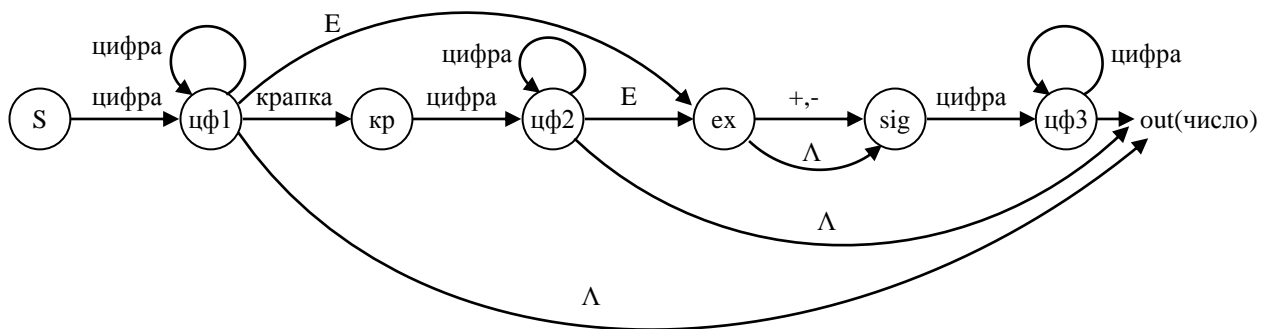 E
цифра
цифра
цифра
цифра
крапка
цифра
E
+,-
цифра
S
цф1
кр
цф2
ex
sig
цф3
out(число)
Λ
Λ
Λ